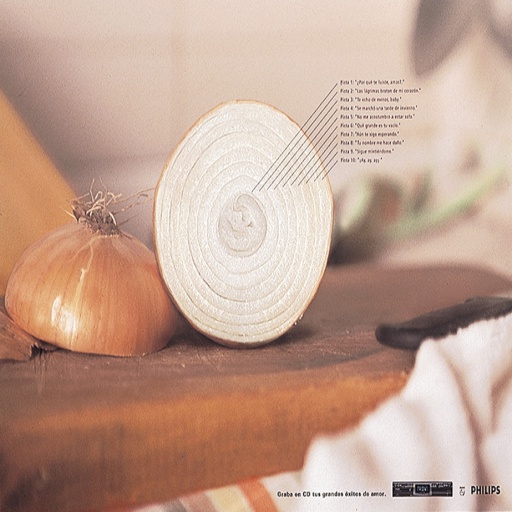 Pista 1: "¿Por qué te fuiste, amor?."
Pista 2: "Las lágrimas brotan de mi corazón."
Pista 3: "Te echo de menos, baby."
Pista 4: "Se marchó una tarde de invierno."
Pista 5: "No me acostumbro a estar solo."
Pista 6: "Qué grande es tu vacío."
Pista 7: "Aún te sigo esperando."
Pista 8: "Tu nombre me hace daño."
Pista 9: "Sigue mintiéndome."
Pista 10: "¡Ay, ay, ay."
Graba en CD tus grandes éxitos de amor.
PHILIPS